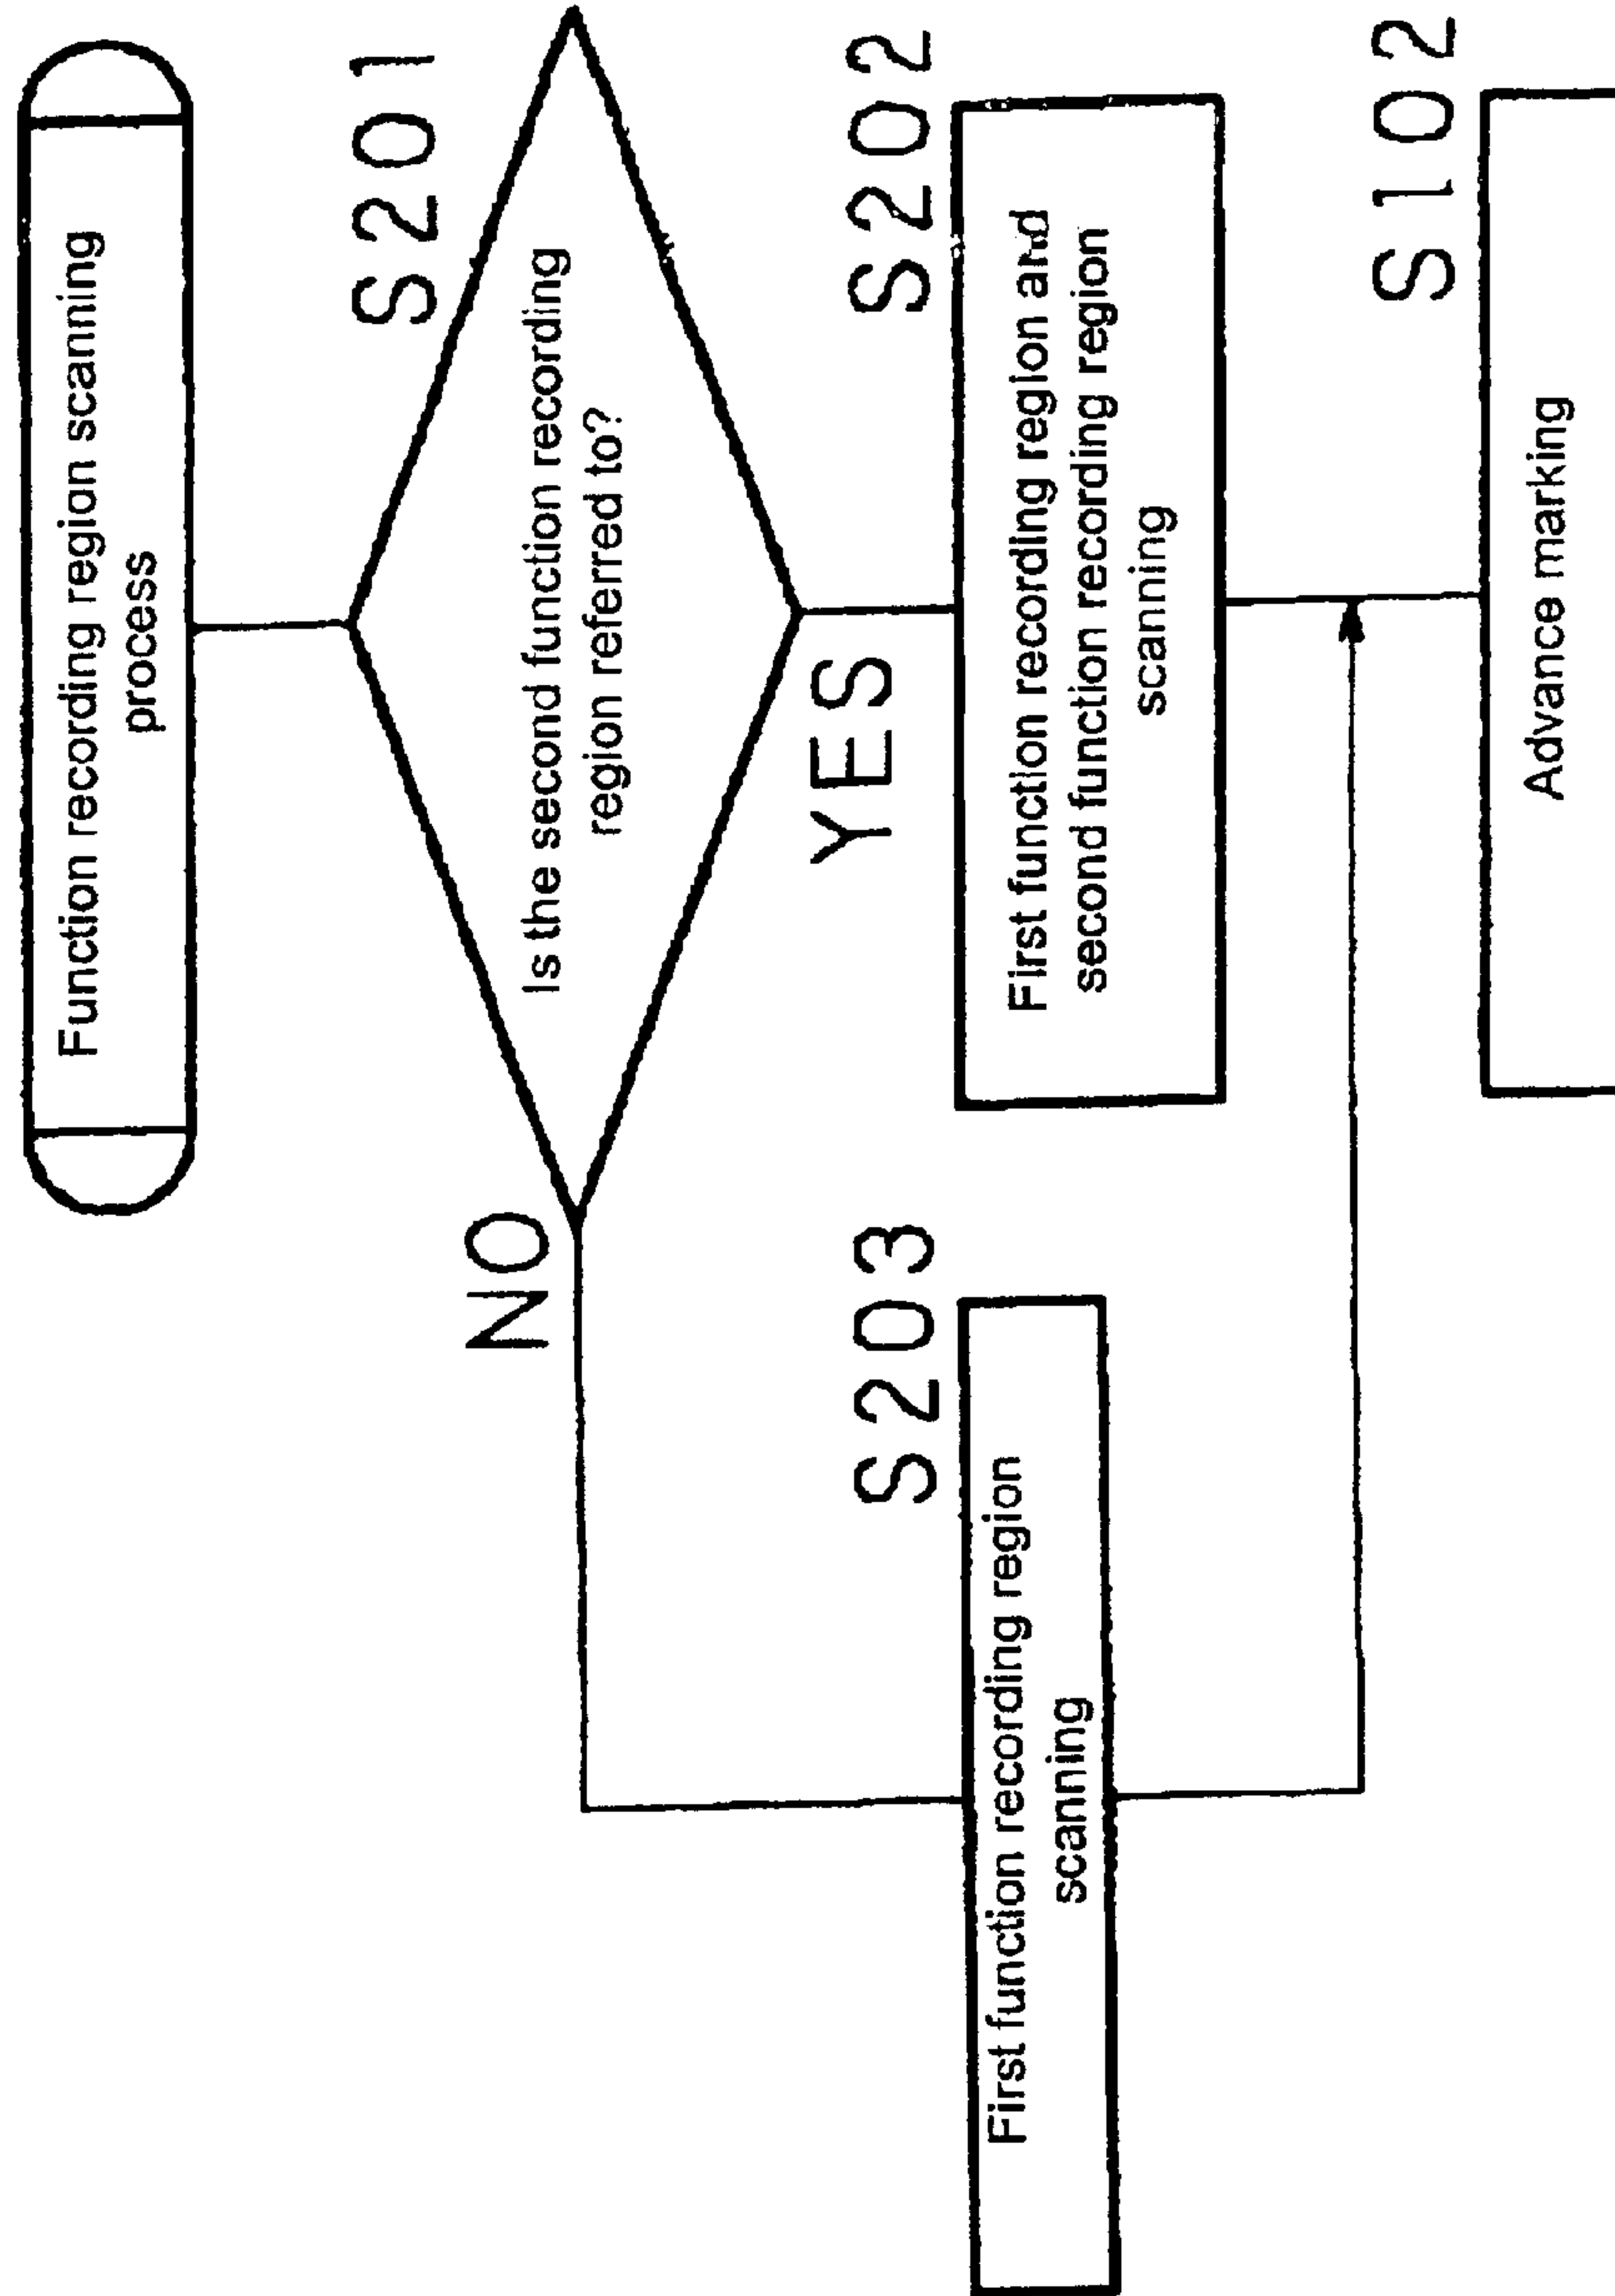 Function recording region scanning
process
S201
Is the second function recording
region referred to?
NO
YES
S202
First function recording region and
second function recording region
scanning
S203
First function recording region
scanning
S102
Advance marking